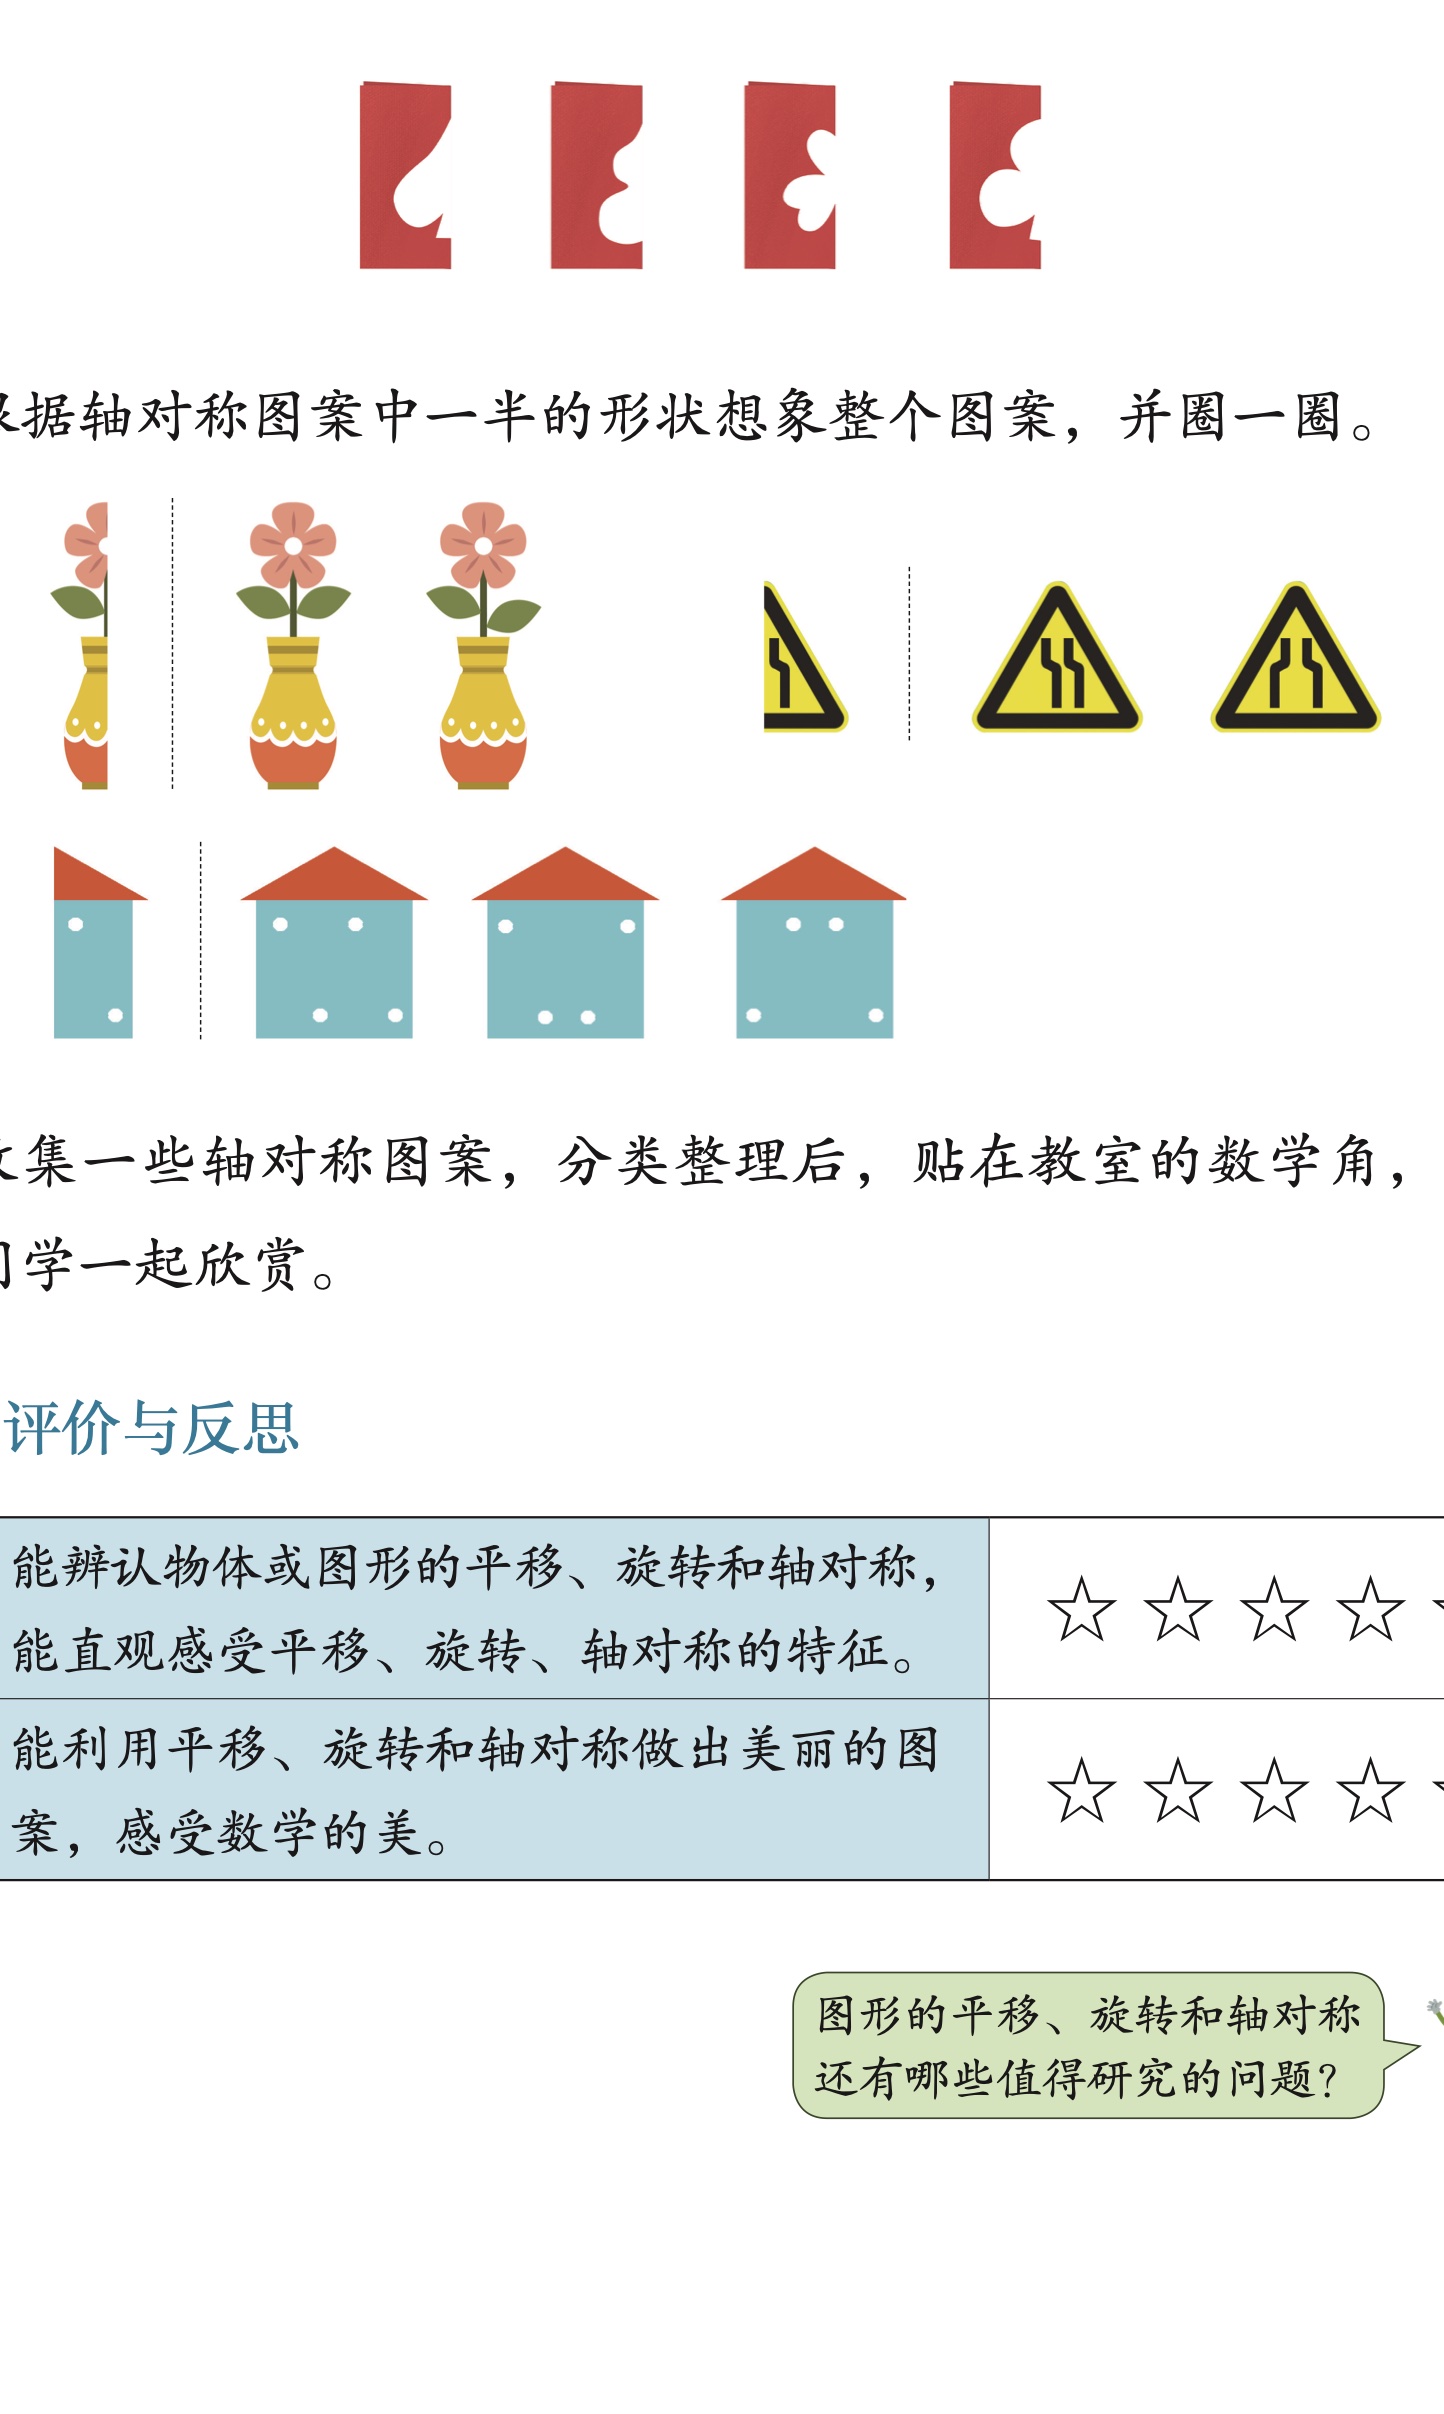 据轴对称图案中一半的形状想象整个图案，并圈一圈。
集一些轴对称图案，分类整理后，贴在教室的数学角，
学一起欣赏。
评价与反思
能辨认物体或图形的平移、旋转和轴对称，
能直观感受平移、旋转、轴对称的特征。
能利用平移、旋转和轴对称做出美丽的图
案，感受数学的美。
图形的平移、旋转和轴对称
还有哪些值得研究的问题？